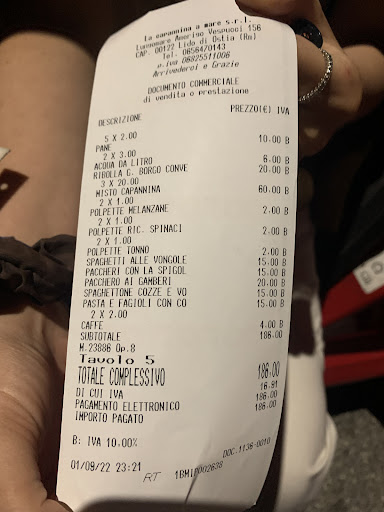 La capannina a mare s.r.l.
Lungomare Amerigo Vespucci 156
CAP. 00122 Lido di Ostia (Rm)
Tel. 0656470143
p.iva 06825511006
Arrivederci e Grazie
DOCUMENTO COMMERCIALE
di vendita o prestazione
DESCRIZIONE PREZZO(€) IVA
5 X 2.00
PANE 10.00 B
2 X 3.00
ACQUA DA LITRO 6.00 B
RIBOLLA G. BORGO CONVE 20.00 B
3 X 20.00
MISTO CAPANNINA 60.00 B
2 X 1.00
POLPETTE MELANZANE 2.00 B
2 X 1.00
POLPETTE RIC. SPINACI 2.00 B
2 X 1.00
POLPETTE TONNO 2.00 B
SPAGHETTI ALLE VONGOLE 15.00 B
PACCHERI CON LA SPIGOL 15.00 B
PACCHERO AI GAMBERI 20.00 B
SPAGHETTONE COZZE E VO 15.00 B
PASTA E FAGIOLI CON CO 15.00 B
2 X 2.00
CAFFE 4.00 B
SUBTOTALE 186.00
M.23886 Op.8
Tavolo 5
TOTALE COMPLESSIVO 186.00
DI CUI IVA 16.91
PAGAMENTO ELETTRONICO 186.00
IMPORTO PAGATO 186.00
B: IVA 10.00%
01/09/22 23:21 DOC.1136-0010
RT